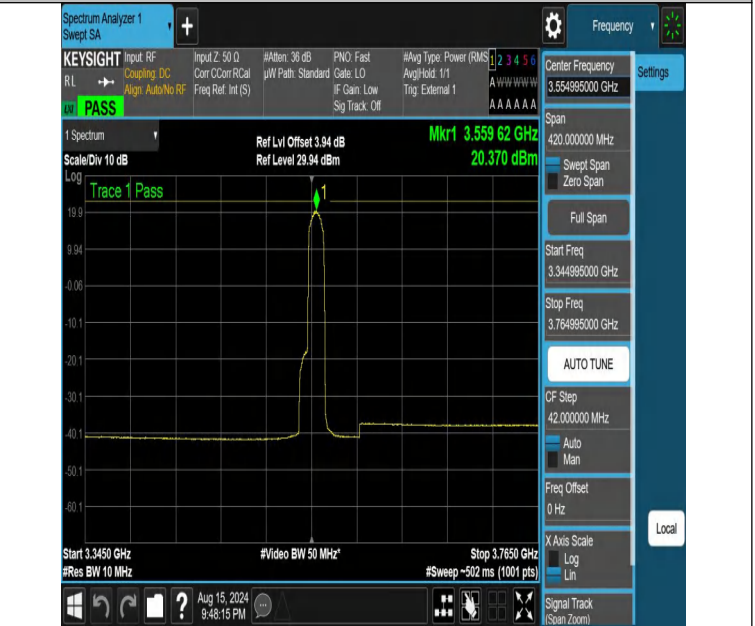 Spectrum Analyzer 1
Swept SA
+
Frequency
KEYSIGHT
RL
PASS
Input: RF
Coupling: DC
Align: Auto/No RF
Input Z: 50 Ω
Corr CCorr RCal
Freq Ref: Int (S)
#Atten: 36 dB
µW Path: Standard
PNO: Fast
Gate: LO
IF Gain: Low
Sig Track: Off
#Avg Type: Power (RMS
Avg|Hold: 1/1
Trig: External 1
1 2 3 4 5 6
A W W W W W
A A A A A A
1 Spectrum
Scale/Div 10 dB
Ref Lvl Offset 3.94 dB
Ref Level 29.94 dBm
Mkr1 3.559 62 GHz
20.370 dBm
Log
Trace 1 Pass
1
19.9
9.94
-0.06
-10.1
-20.1
-30.1
-40.1
-50.1
-60.1
Start 3.3450 GHz
#Res BW 10 MHz
#Video BW 50 MHz*
Stop 3.7650 GHz
#Sweep ~502 ms (1001 pts)
Aug 15, 2024
9:48:15 PM
?
Center Frequency
3.554995000 GHz
Settings
Span
420.000000 MHz
Swept Span
Zero Span
Full Span
Start Freq
3.344995000 GHz
Stop Freq
3.764995000 GHz
AUTO TUNE
CF Step
42.000000 MHz
Auto
Man
Freq Offset
0 Hz
Local
X Axis Scale
Log
Lin
Signal Track
(Span Zoom)